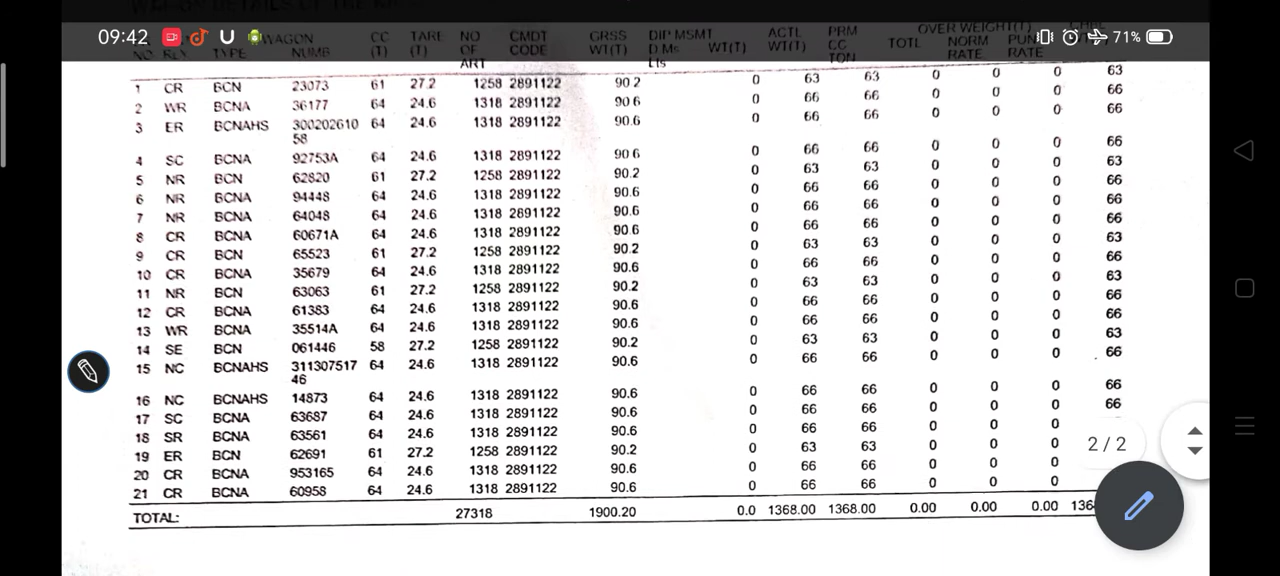 09:42 71%
NO. RLY TYPE WAGON NUMB CC (T) TARE (T) NO OF ART CMDT CODE GRSS WT(T) DIP MSMT D.Ms Lts WT(T) ACTL WT(T) PRM CC TON OVER WEIGHT(T) TOTL NORM RATE PUN RATE
1 CR BCN 23073 61 27.2 1258 2891122 90.2 0 63 63 0 0 0 63
2 WR BCNA 36177 64 24.6 1318 2891122 90.6 0 66 66 0 0 0 66
3 ER BCNAHS 300202610 64 24.6 1318 2891122 90.6 0 66 66 0 0 0 66
58
4 SC BCNA 92753A 64 24.6 1318 2891122 90.6 0 66 66 0 0 0 66
5 NR BCN 62820 61 27.2 1258 2891122 90.2 0 63 63 0 0 0 63
6 NR BCNA 94448 64 24.6 1318 2891122 90.6 0 66 66 0 0 0 66
7 NR BCNA 64048 64 24.6 1318 2891122 90.6 0 66 66 0 0 0 66
8 CR BCNA 60671A 64 24.6 1318 2891122 90.6 0 66 66 0 0 0 66
9 CR BCN 65523 61 27.2 1258 2891122 90.2 0 63 63 0 0 0 63
10 CR BCNA 35679 64 24.6 1318 2891122 90.6 0 66 66 0 0 0 66
11 NR BCN 63063 61 27.2 1258 2891122 90.2 0 63 63 0 0 0 63
12 CR BCNA 61383 64 24.6 1318 2891122 90.6 0 66 66 0 0 0 66
13 WR BCNA 35514A 64 24.6 1318 2891122 90.6 0 66 66 0 0 0 66
14 SE BCN 061446 58 27.2 1258 2891122 90.2 0 63 63 0 0 0 63
15 NC BCNAHS 311307517 64 24.6 1318 2891122 90.6 0 66 66 0 0 0 66
46
16 NC BCNAHS 14873 64 24.6 1318 2891122 90.6 0 66 66 0 0 0 66
17 SC BCNA 63687 64 24.6 1318 2891122 90.6 0 66 66 0 0 0 66
18 SR BCNA 63561 64 24.6 1318 2891122 90.6 0 66 66 0 0 0
19 ER BCN 62691 61 27.2 1258 2891122 90.2 0 63 63 0 0 0
20 CR BCNA 953165 64 24.6 1318 2891122 90.6 0 66 66 0 0 0
21 CR BCNA 60958 64 24.6 1318 2891122 90.6 0 66 66 0 0 0
2 / 2
TOTAL: 27318 1900.20 0.0 1368.00 1368.00 0.00 0.00 0.00 136